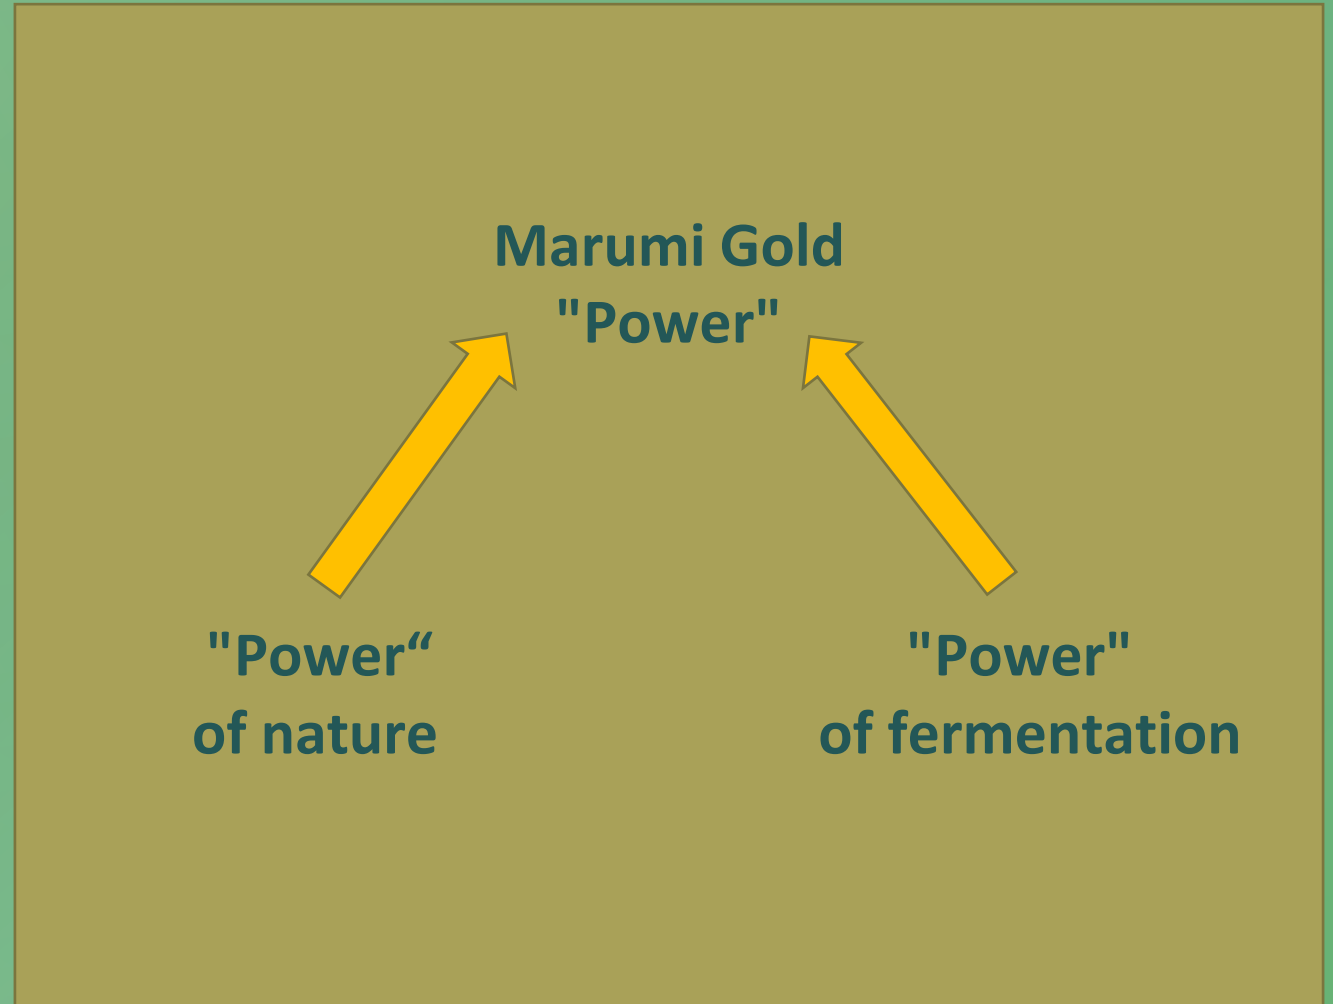 Marumi Gold
"Power"
"Power“
of nature
"Power"
of fermentation